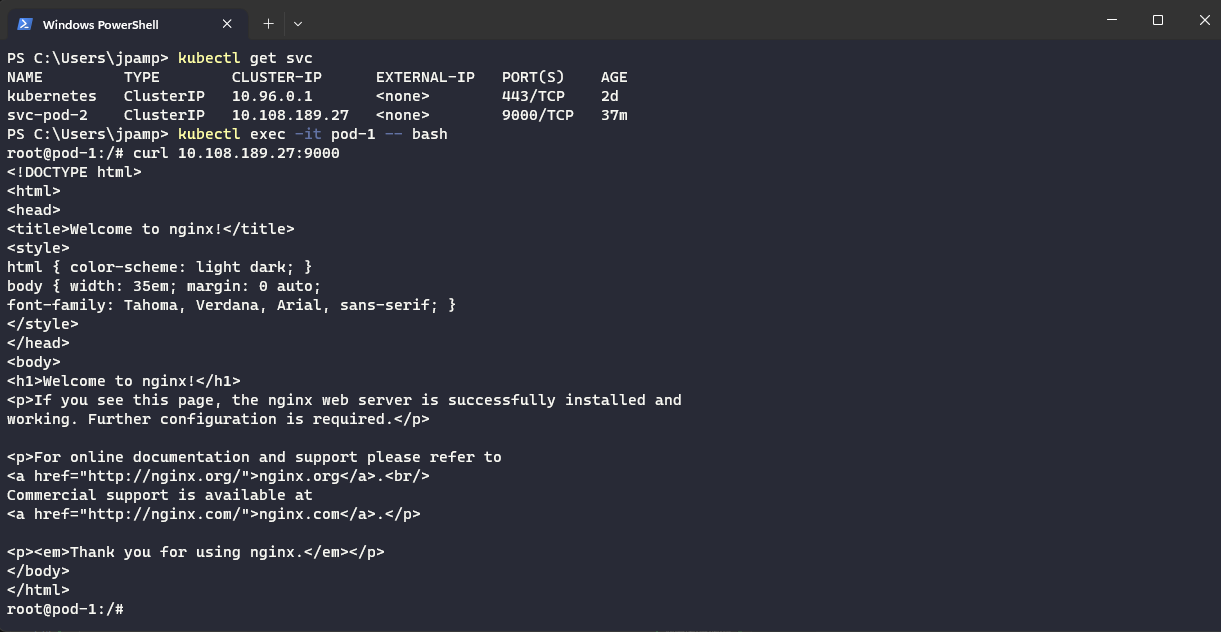 Windows PowerShell
PS C:\Users\jpamp> kubectl get svc
NAME         TYPE        CLUSTER-IP      EXTERNAL-IP   PORT(S)    AGE
kubernetes   ClusterIP   10.96.0.1       <none>        443/TCP    2d
svc-pod-2    ClusterIP   10.108.189.27   <none>        9000/TCP   37m
PS C:\Users\jpamp> kubectl exec -it pod-1 -- bash
root@pod-1:/# curl 10.108.189.27:9000
<!DOCTYPE html>
<html>
<head>
<title>Welcome to nginx!</title>
<style>
html { color-scheme: light dark; }
body { width: 35em; margin: 0 auto;
font-family: Tahoma, Verdana, Arial, sans-serif; }
</style>
</head>
<body>
<h1>Welcome to nginx!</h1>
<p>If you see this page, the nginx web server is successfully installed and
working. Further configuration is required.</p>

<p>For online documentation and support please refer to
<a href="http://nginx.org/">nginx.org</a>.<br/>
Commercial support is available at
<a href="http://nginx.com/">nginx.com</a>.</p>

<p><em>Thank you for using nginx.</em></p>
</body>
</html>
root@pod-1:/#